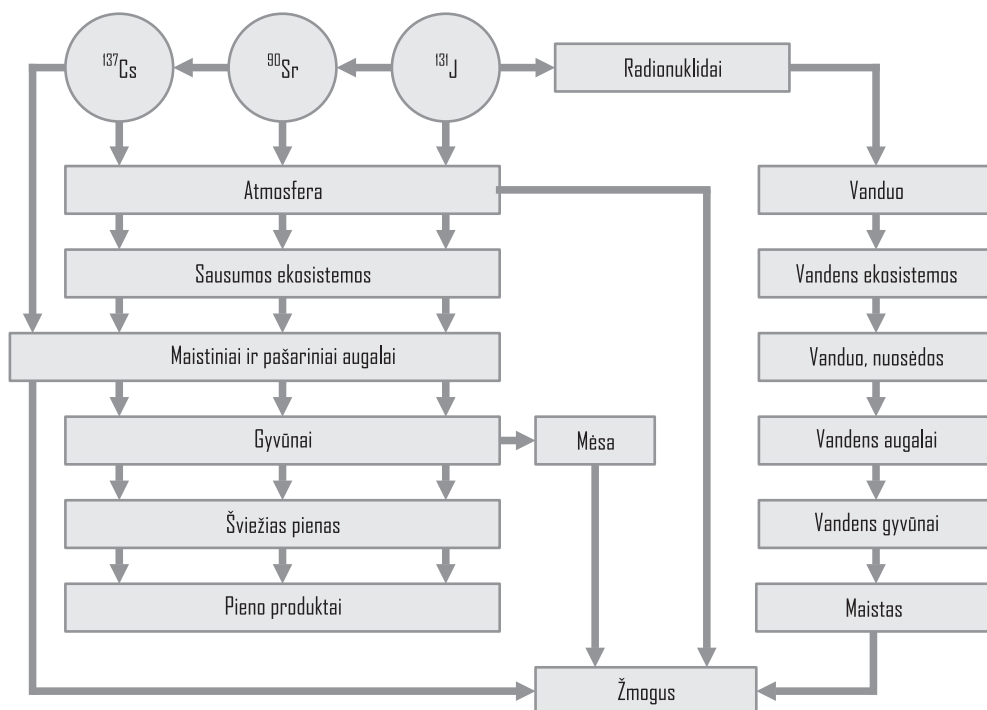 ¹³⁷Cs
⁹⁰Sr
¹³¹J
Radionuklidai
Atmosfera
Vanduo
Sausumos ekosistemos
Vandens ekosistemos
Maistiniai ir pašariniai augalai
Vanduo, nuosėdos
Gyvūnai
Mėsa
Vandens augalai
Šviežias pienas
Vandens gyvūnai
Pieno produktai
Maistas
Žmogus